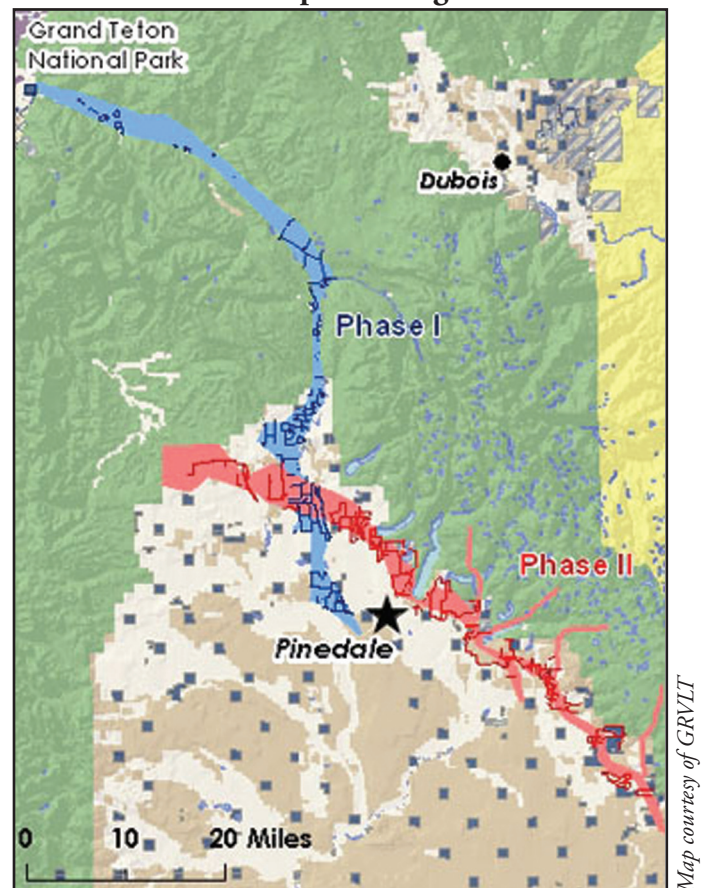 Grand Teton
National Park
Dubois
Phase I
Phase II
Pinedale
0 10 20 Miles
Map courtesy of GRVLT